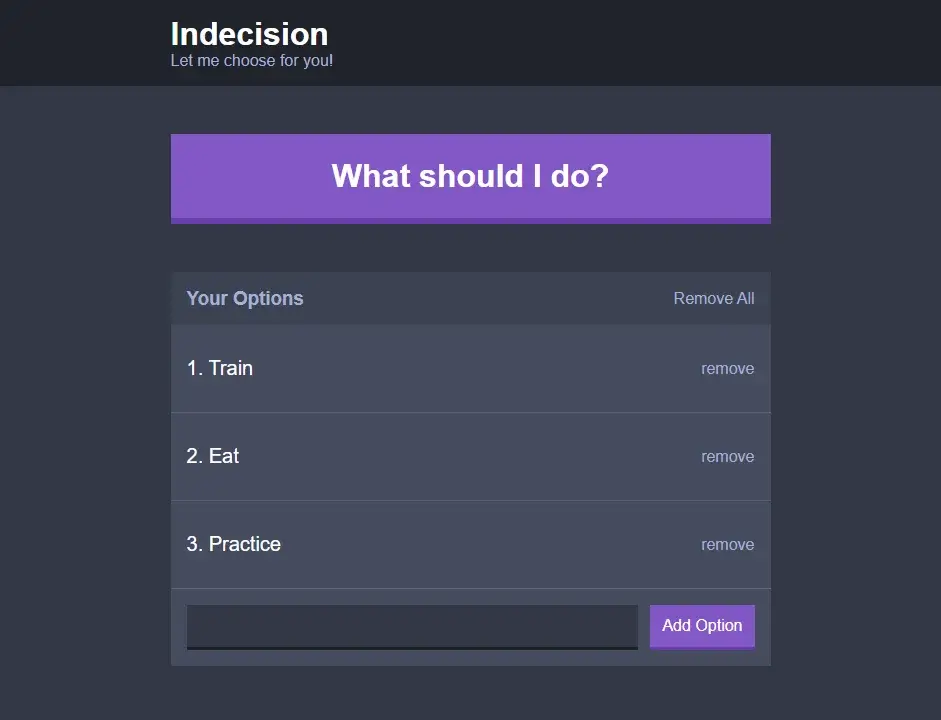 Indecision
Let me choose for you!
What should I do?
Your Options
Remove All
1. Train
remove
2. Eat
remove
3. Practice
remove
Add Option